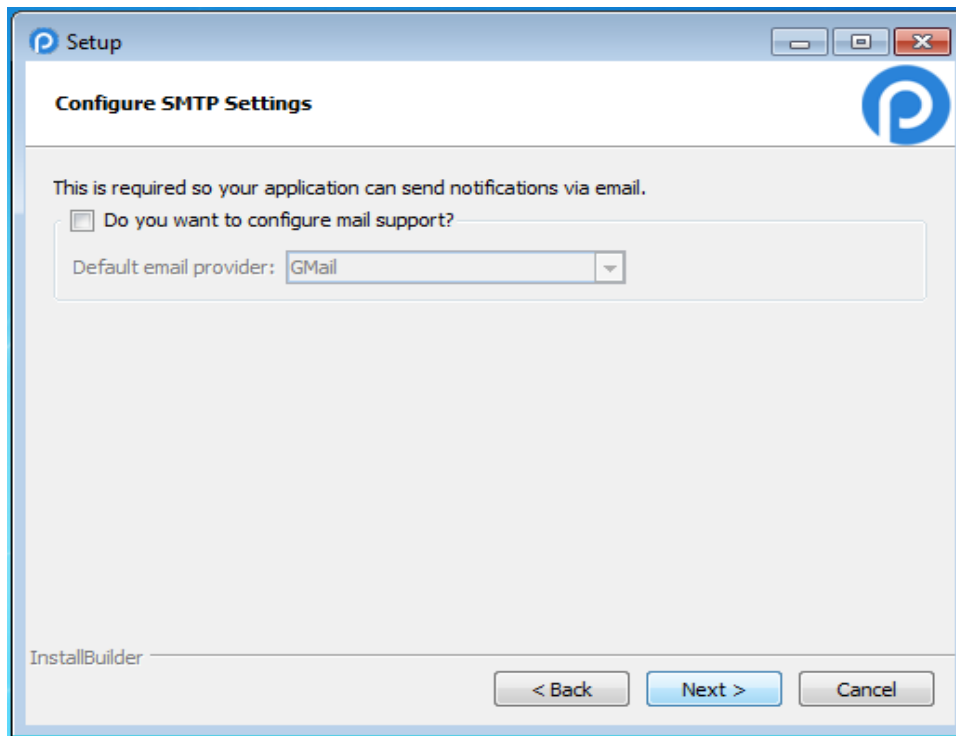 Setup
Configure SMTP Settings
This is required so your application can send notifications via email.
Do you want to configure mail support?
Default email provider: GMail
InstallBuilder
< Back Next > Cancel